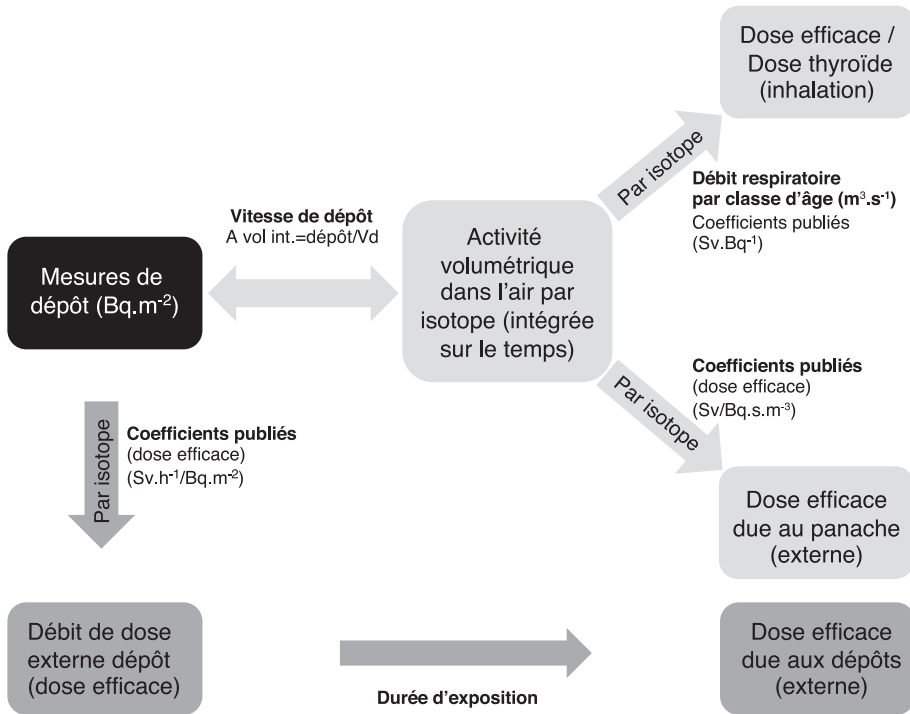 Dose efficace /
Dose thyroïde
(inhalation)
Par isotope
Débit respiratoire
par classe d'âge (m³.s⁻¹)
Coefficients publiés
(Sv.Bq⁻¹)
Vitesse de dépôt
A vol int.=dépôt/Vd
Mesures de
dépôt (Bq.m⁻²)
Activité
volumétrique
dans l'air par
isotope (intégrée
sur le temps)
Coefficients publiés
(dose efficace)
(Sv/Bq.s.m⁻³)
Par isotope
Par isotope
Coefficients publiés
(dose efficace)
(Sv.h⁻¹/Bq.m⁻²)
Dose efficace
due au panache
(externe)
Débit de dose
externe dépôt
(dose efficace)
Durée d'exposition
Dose efficace
due aux dépôts
(externe)